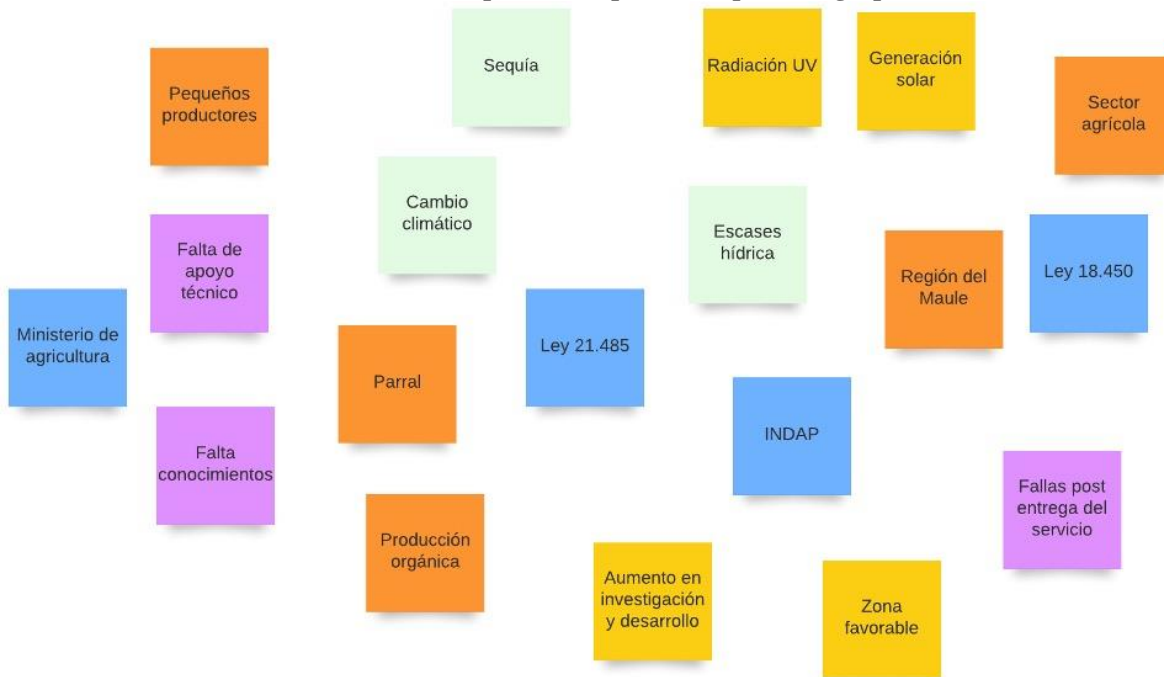 Sequía
Radiación UV
Generación
solar
Pequeños
productores
Sector
agrícola
Cambio
climático
Escases
hídrica
Falta de
apoyo
técnico
Región del
Maule
Ley 18.450
Ministerio de
agricultura
Parral
Ley 21.485
INDAP
Falta
conocimientos
Fallas post
entrega del
servicio
Producción
orgánica
Aumento en
investigación
y desarrollo
Zona
favorable